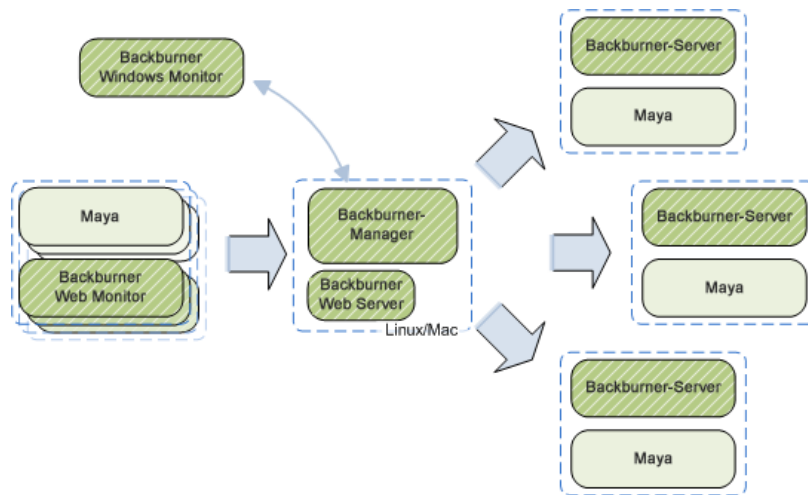 Backburner
Windows Monitor
Maya
Backburner
Web Monitor
Backburner-
Manager
Backburner
Web Server
Linux/Mac
Backburner-Server
Maya
Backburner-Server
Maya
Backburner-Server
Maya